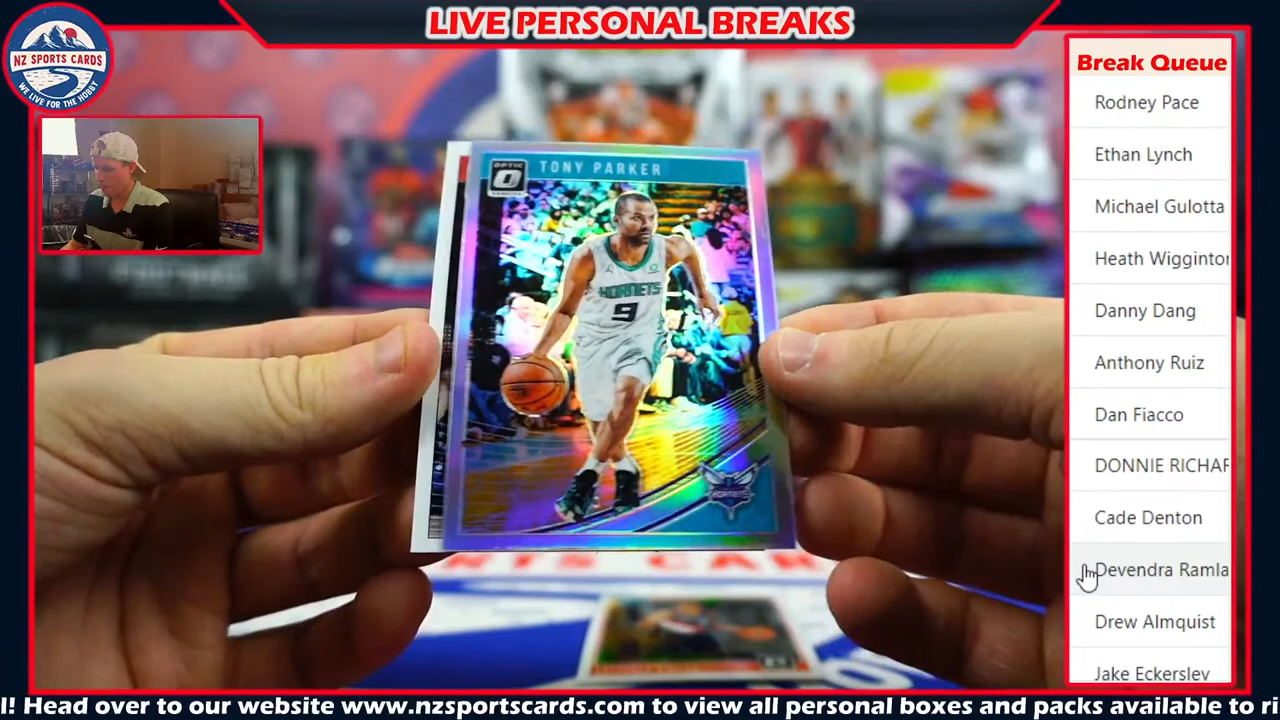 LIVE PERSONAL BREAKS
NZ SPORTS CARDS
WE LIVE FOR THE HOBBY
Break Queue
Rodney Pace
Ethan Lynch
Michael Gulotta
Heath Wigginton
Danny Dang
Anthony Ruiz
Dan Fiacco
DONNIE RICHAR
Cade Denton
Devendra Ramla
Drew Almquist
Jake Eckersley
OPTIC
TONY PARKER
HORNETS
9
HORNETS
l! Head over to our website www.nzsportscards.com to view all personal boxes and packs available to ri